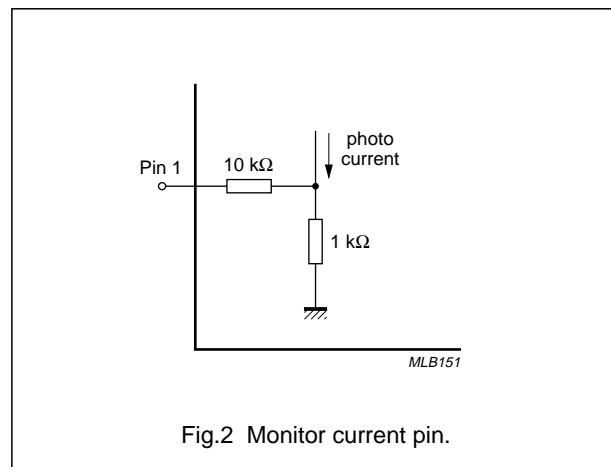 photo
current
Pin 1
10 kΩ
1 kΩ
MLB151
Fig.2 Monitor current pin.